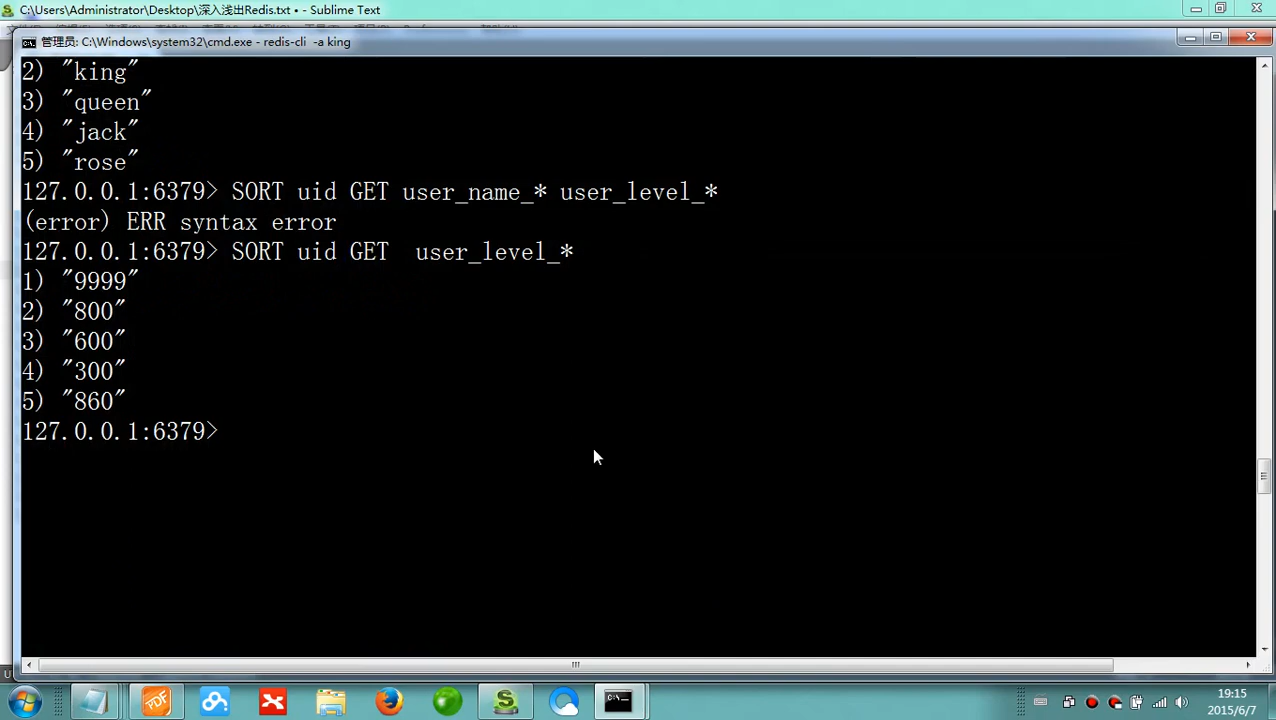 C:\Users\Administrator\Desktop\深入浅出Redis.txt • - Sublime Text
管理员: C:\Windows\system32\cmd.exe - redis-cli  -a king
2) "king"
3) "queen"
4) "jack"
5) "rose"
127.0.0.1:6379> SORT uid GET user_name_* user_level_*
(error) ERR syntax error
127.0.0.1:6379> SORT uid GET  user_level_*
1) "9999"
2) "800"
3) "600"
4) "300"
5) "860"
127.0.0.1:6379>
PDF
19:15
2015/6/7